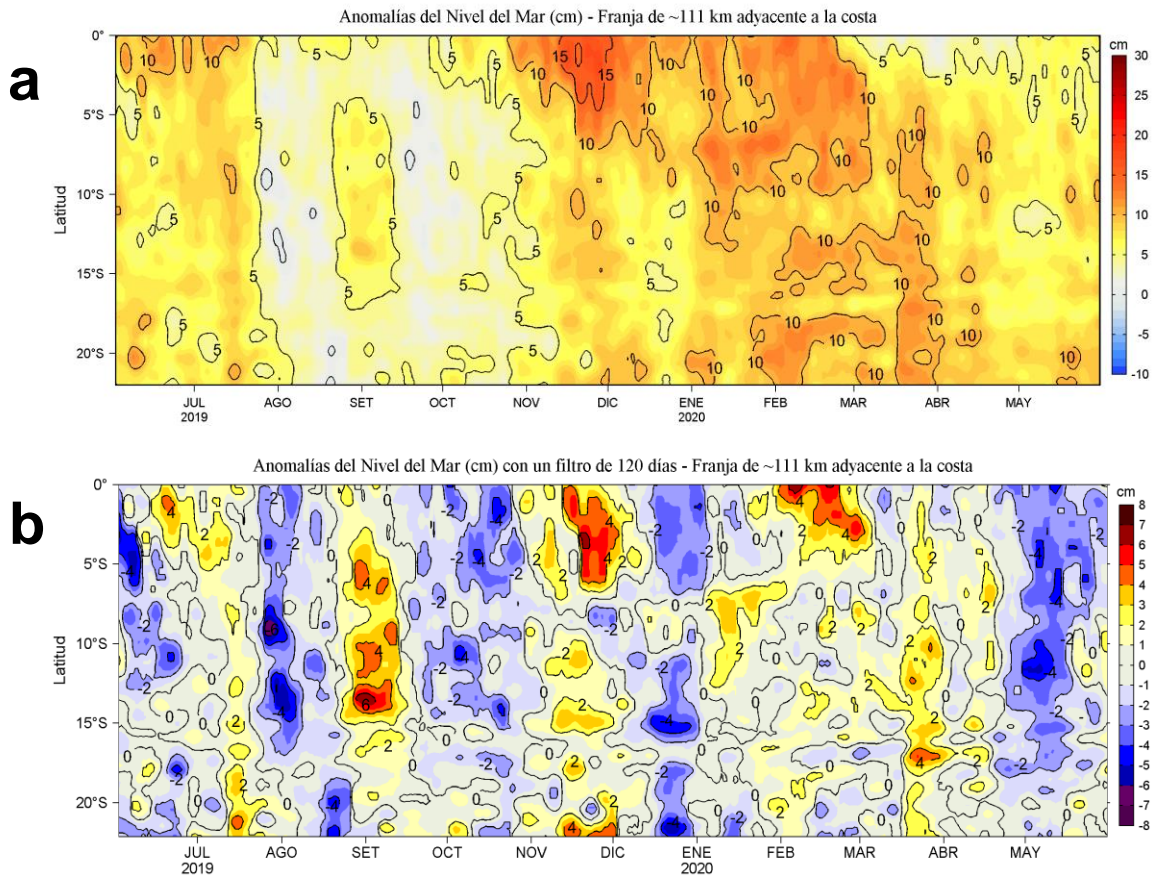 Anomalías del Nivel del Mar (cm) - Franja de ~111 km adyacente a la costa
a
cm
0°
5°S
10°S
15°S
20°S
Latitud
30
25
20
15
10
5
0
-5
-10
JUL
2019
AGO
SET
OCT
NOV
DIC
ENE
2020
FEB
MAR
ABR
MAY
Anomalías del Nivel del Mar (cm) con un filtro de 120 días - Franja de ~111 km adyacente a la costa
b
cm
0°
5°S
10°S
15°S
20°S
Latitud
8
7
6
5
4
3
2
1
0
-1
-2
-3
-4
-5
-6
-7
-8
JUL
2019
AGO
SET
OCT
NOV
DIC
ENE
2020
FEB
MAR
ABR
MAY